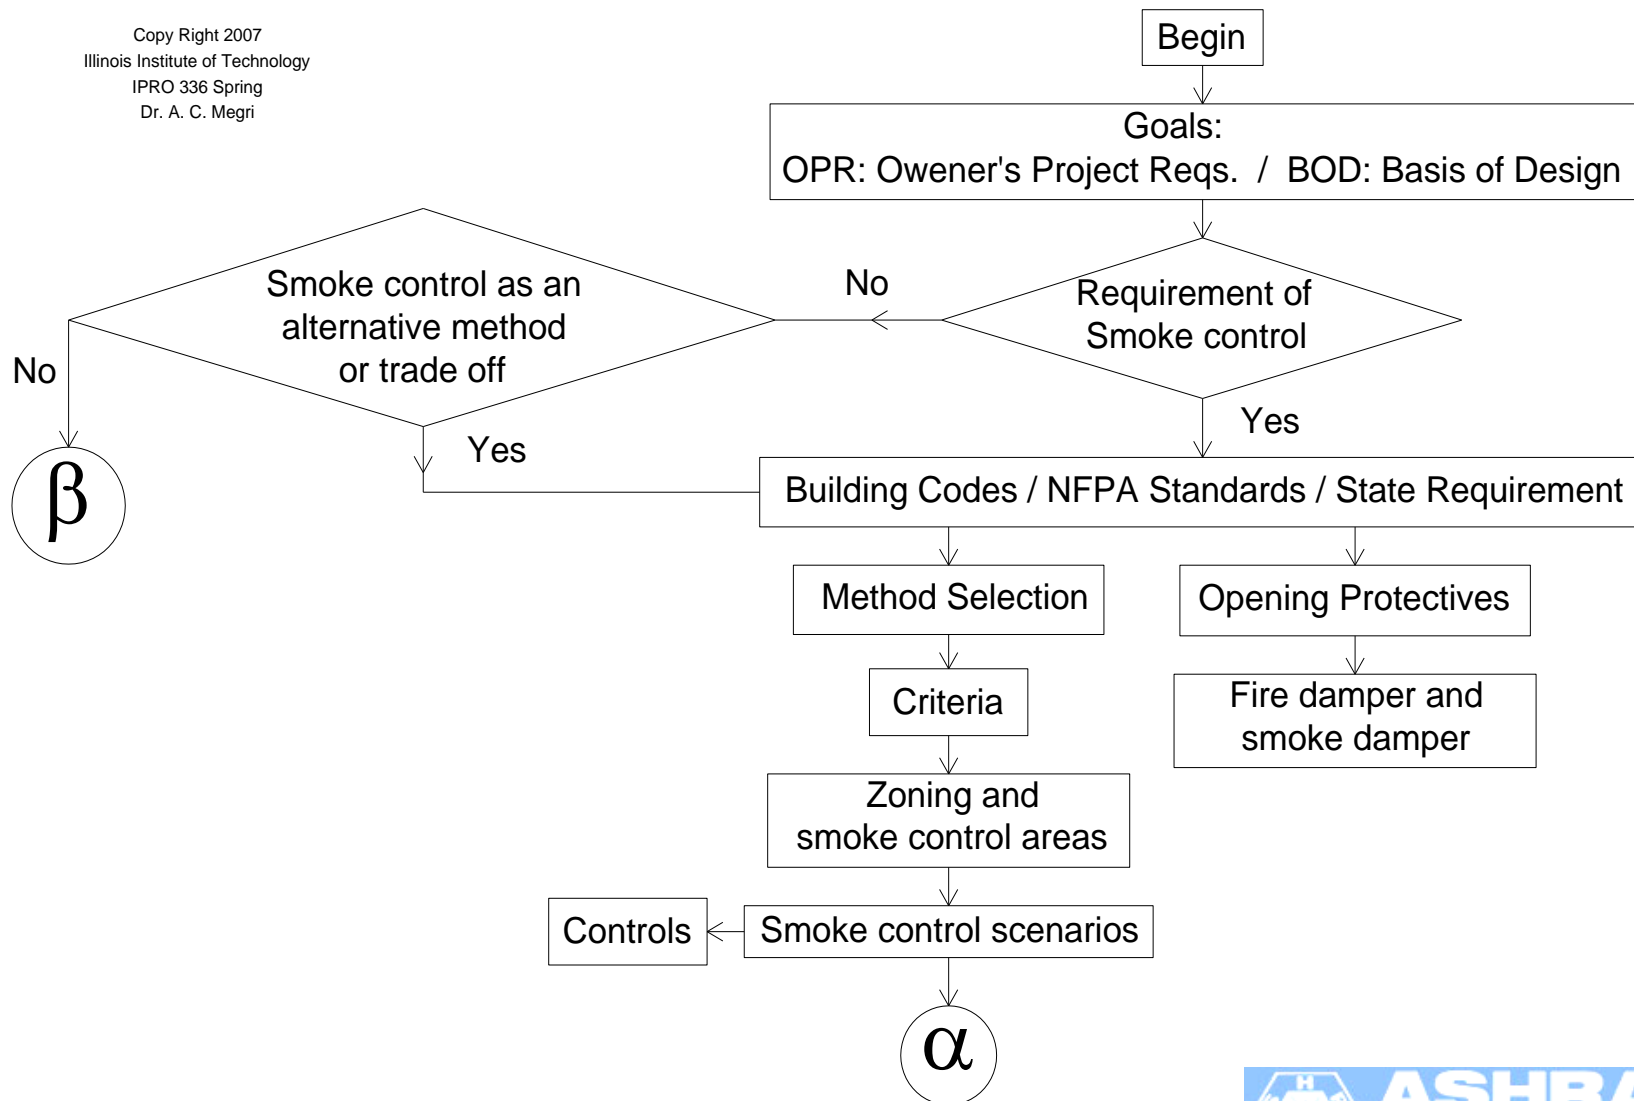 Copy Right 2007
Illinois Institute of Technology
IPRO 336 Spring
Dr. A. C. Megri
Begin
Goals:
OPR: Owener's Project Reqs. / BOD: Basis of Design
Requirement of
Smoke control
No
Smoke control as an
alternative method
or trade off
No
β
Yes
Yes
Building Codes / NFPA Standards / State Requirement
Method Selection
Opening Protectives
Criteria
Fire damper and
smoke damper
Zoning and
smoke control areas
Smoke control scenarios
Controls
α
H